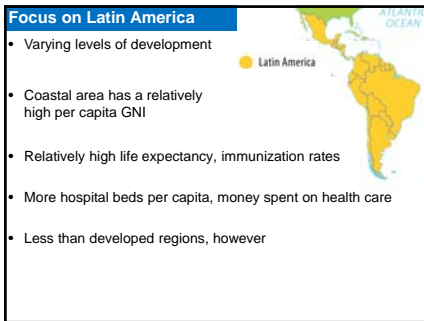 Focus on Latin America
• Varying levels of development
• Coastal area has a relatively
high per capita GNI
• Relatively high life expectancy, immunization rates
• More hospital beds per capita, money spent on health care
• Less than developed regions, however
Latin America
ATLANTIC
OCEAN